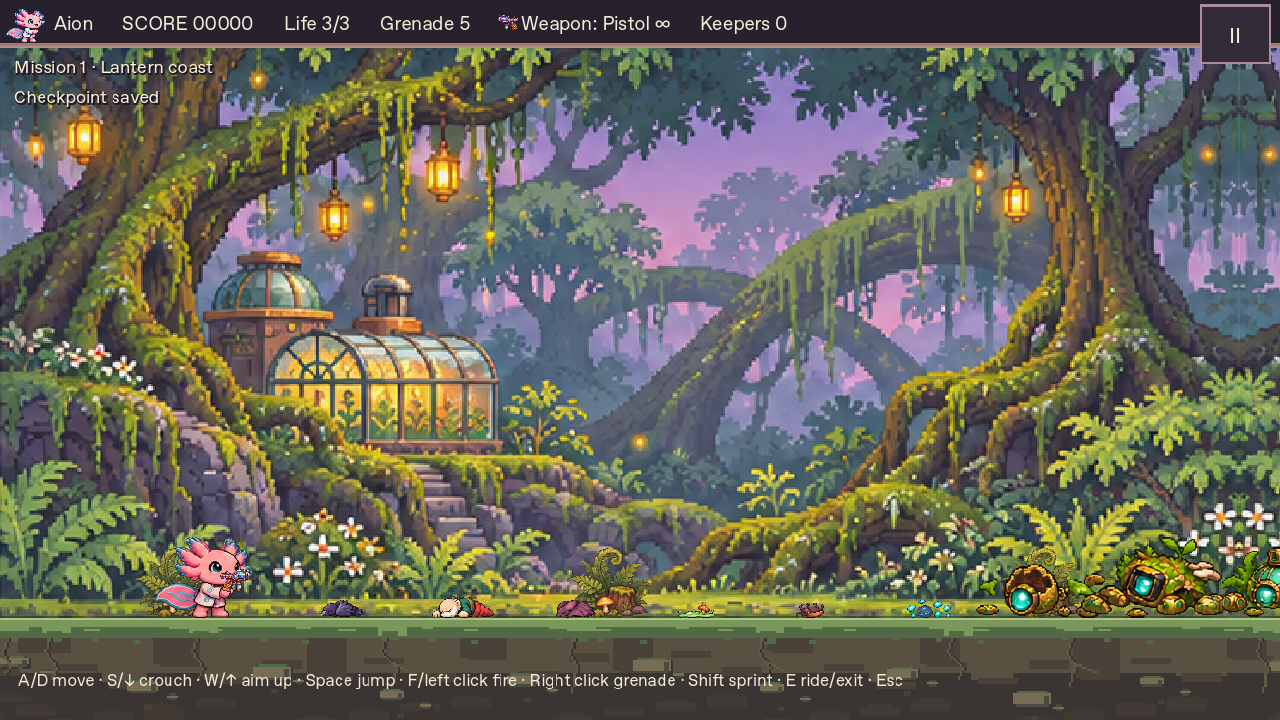 Aion SCORE 00000 Life 3/3 Grenade 5 Weapon: Pistol ∞ Keepers 0 II
Mission 1 · Lantern coast
Checkpoint saved
A/D move · S/↓ crouch · W/↑ aim up · Space jump · F/left click fire · Right click grenade · Shift sprint · E ride/exit · Esc